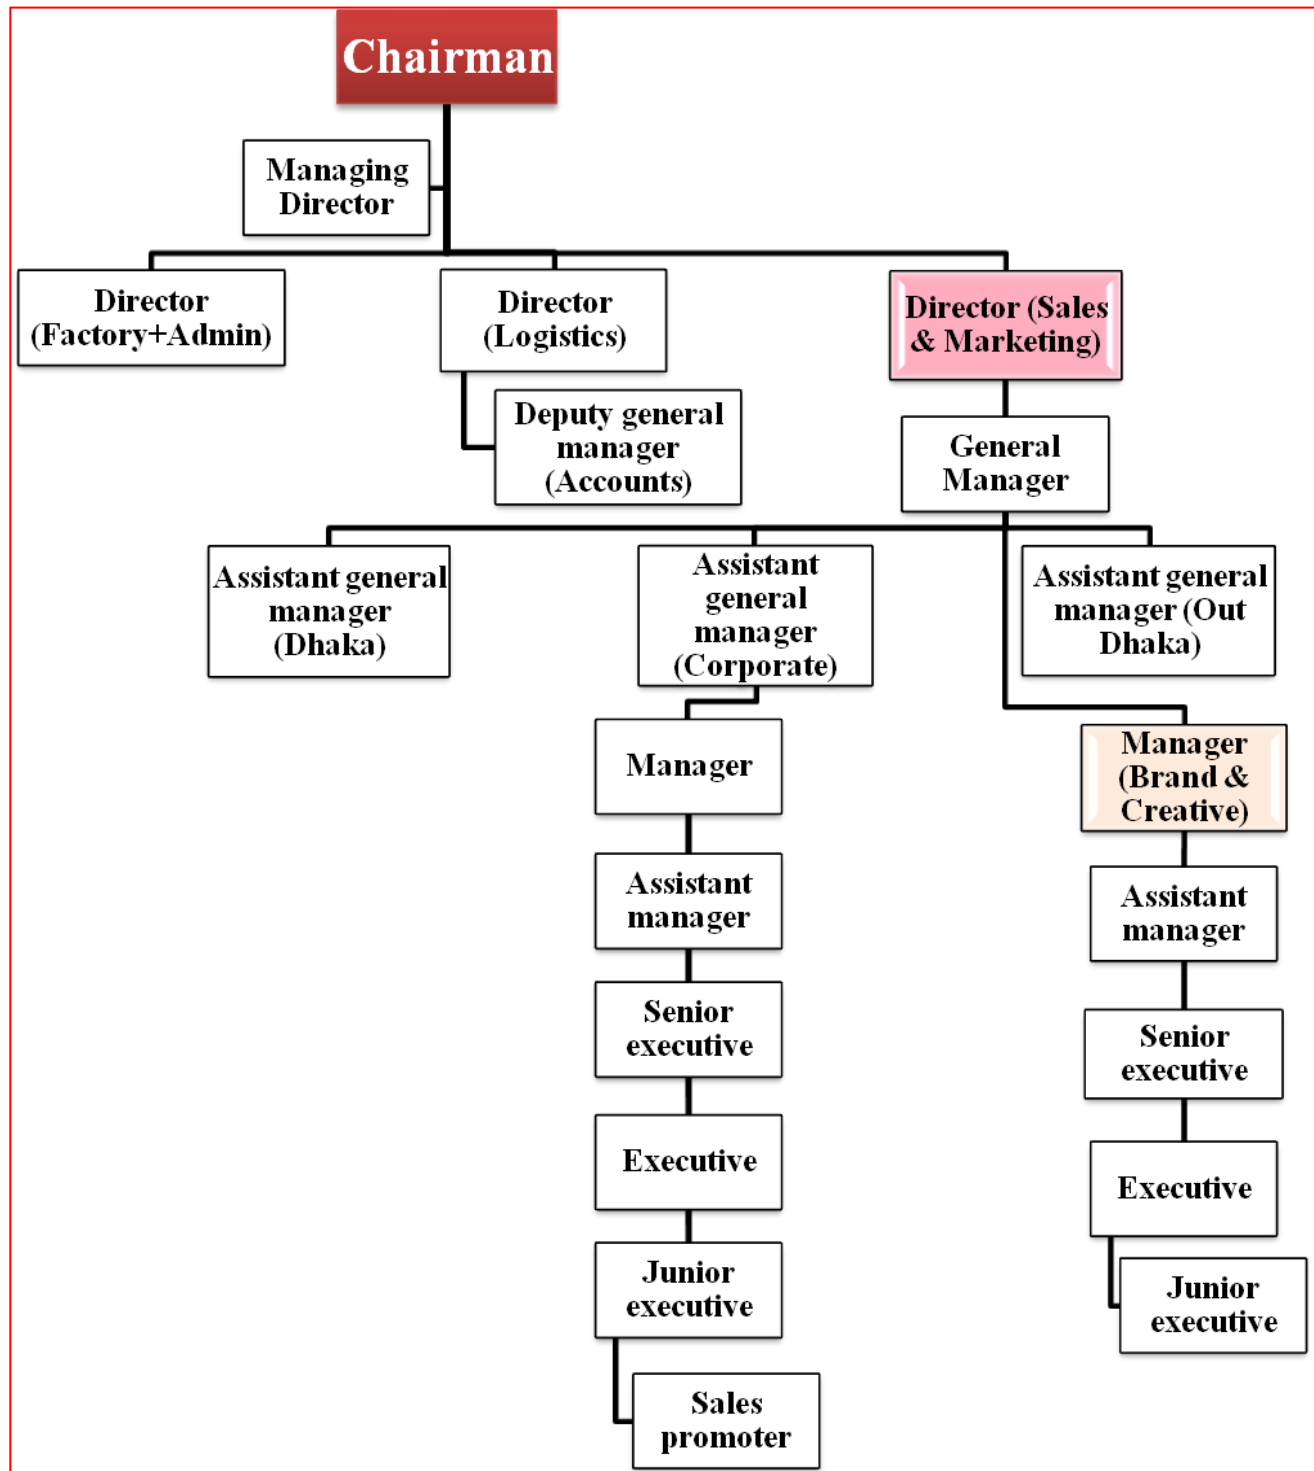 Chairman
Managing
Director
Director
(Factory+Admin)
Director
(Logistics)
Director (Sales
& Marketing)
Deputy general
manager
(Accounts)
General
Manager
Assistant general
manager
(Dhaka)
Assistant
general
manager
(Corporate)
Assistant general
manager (Out
Dhaka)
Manager
Assistant
manager
Senior
executive
Executive
Junior
executive
Sales
promoter
Manager
(Brand &
Creative)
Assistant
manager
Senior
executive
Executive
Junior
executive